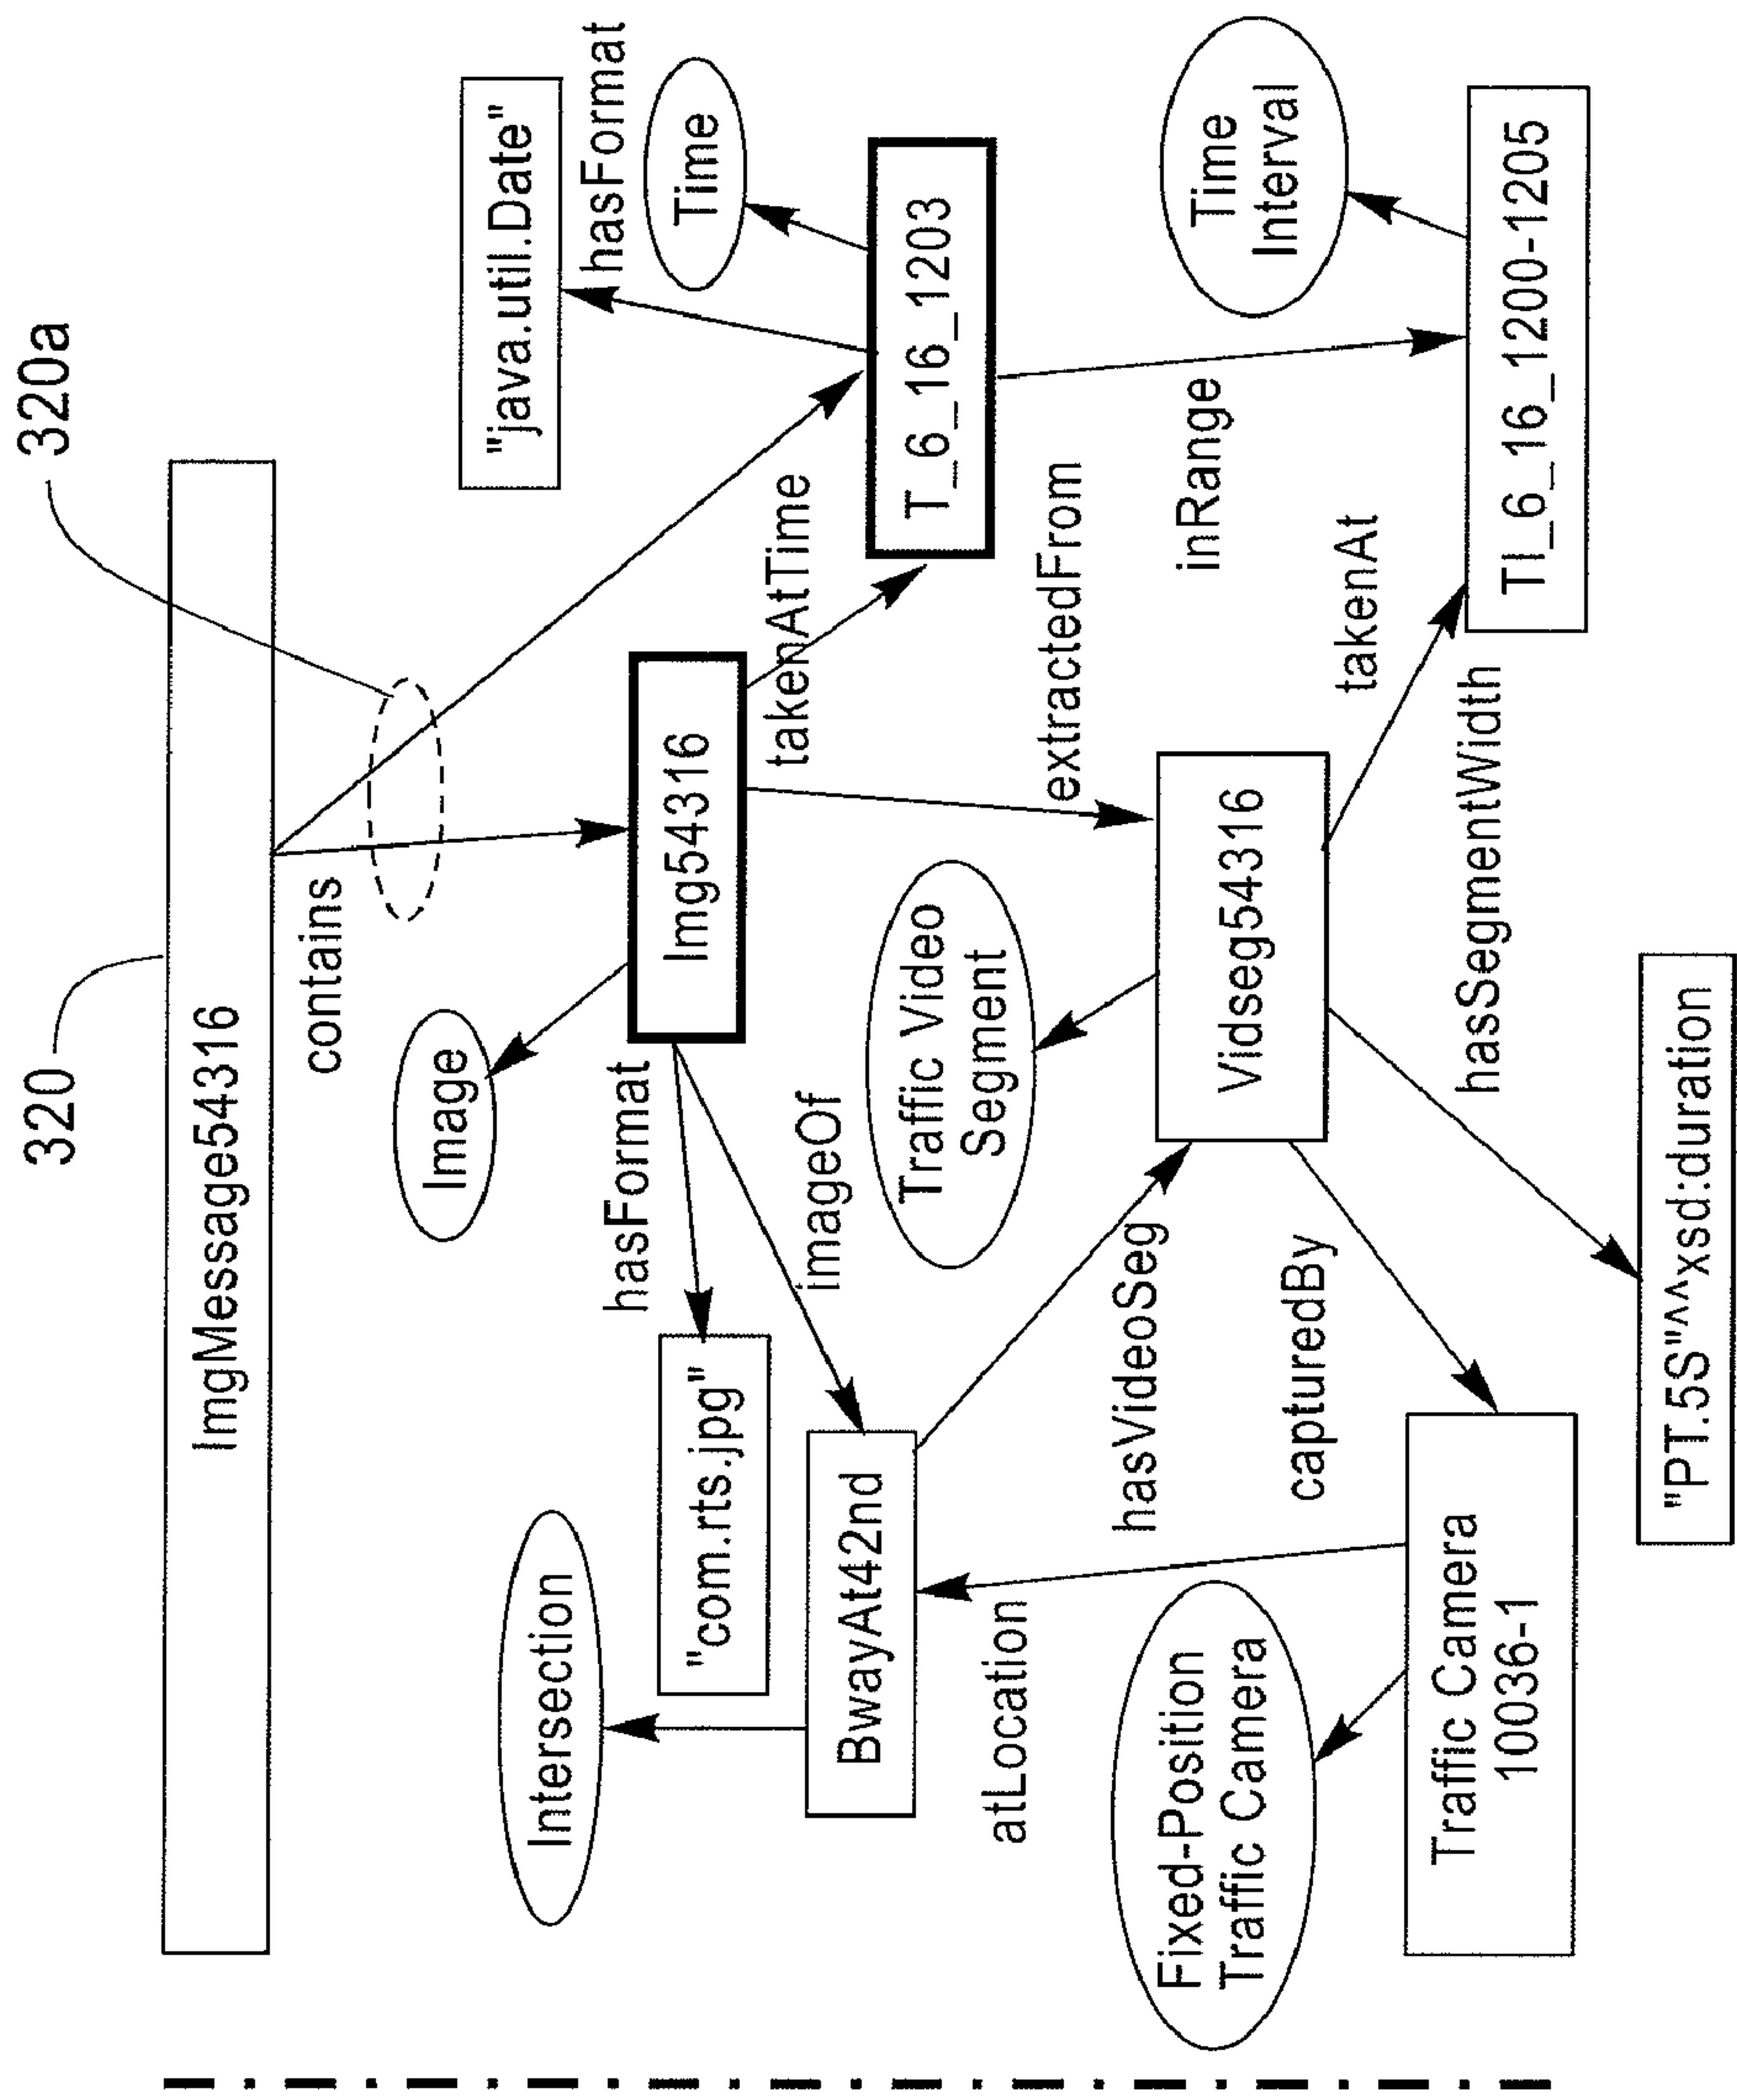 320
320a
ImgMessage54316
contains
Image
Img54316
"java.util.Date"
hasFormat
Time
Intersection
hasFormat
"com.rts.jpg"
imageOf
takenAtTime
T_6_16_1203
BwayAt42nd
Traffic Video
Segment
extractedFrom
inRange
Time
Interval
atLocation
hasVideoSeg
Vidseg54316
takenAt
Fixed-Position
Traffic Camera
capturedBy
hasSegmentWidth
TI_6_16_1200-1205
Traffic Camera
10036-1
"PT.5S"^^xsd:duration